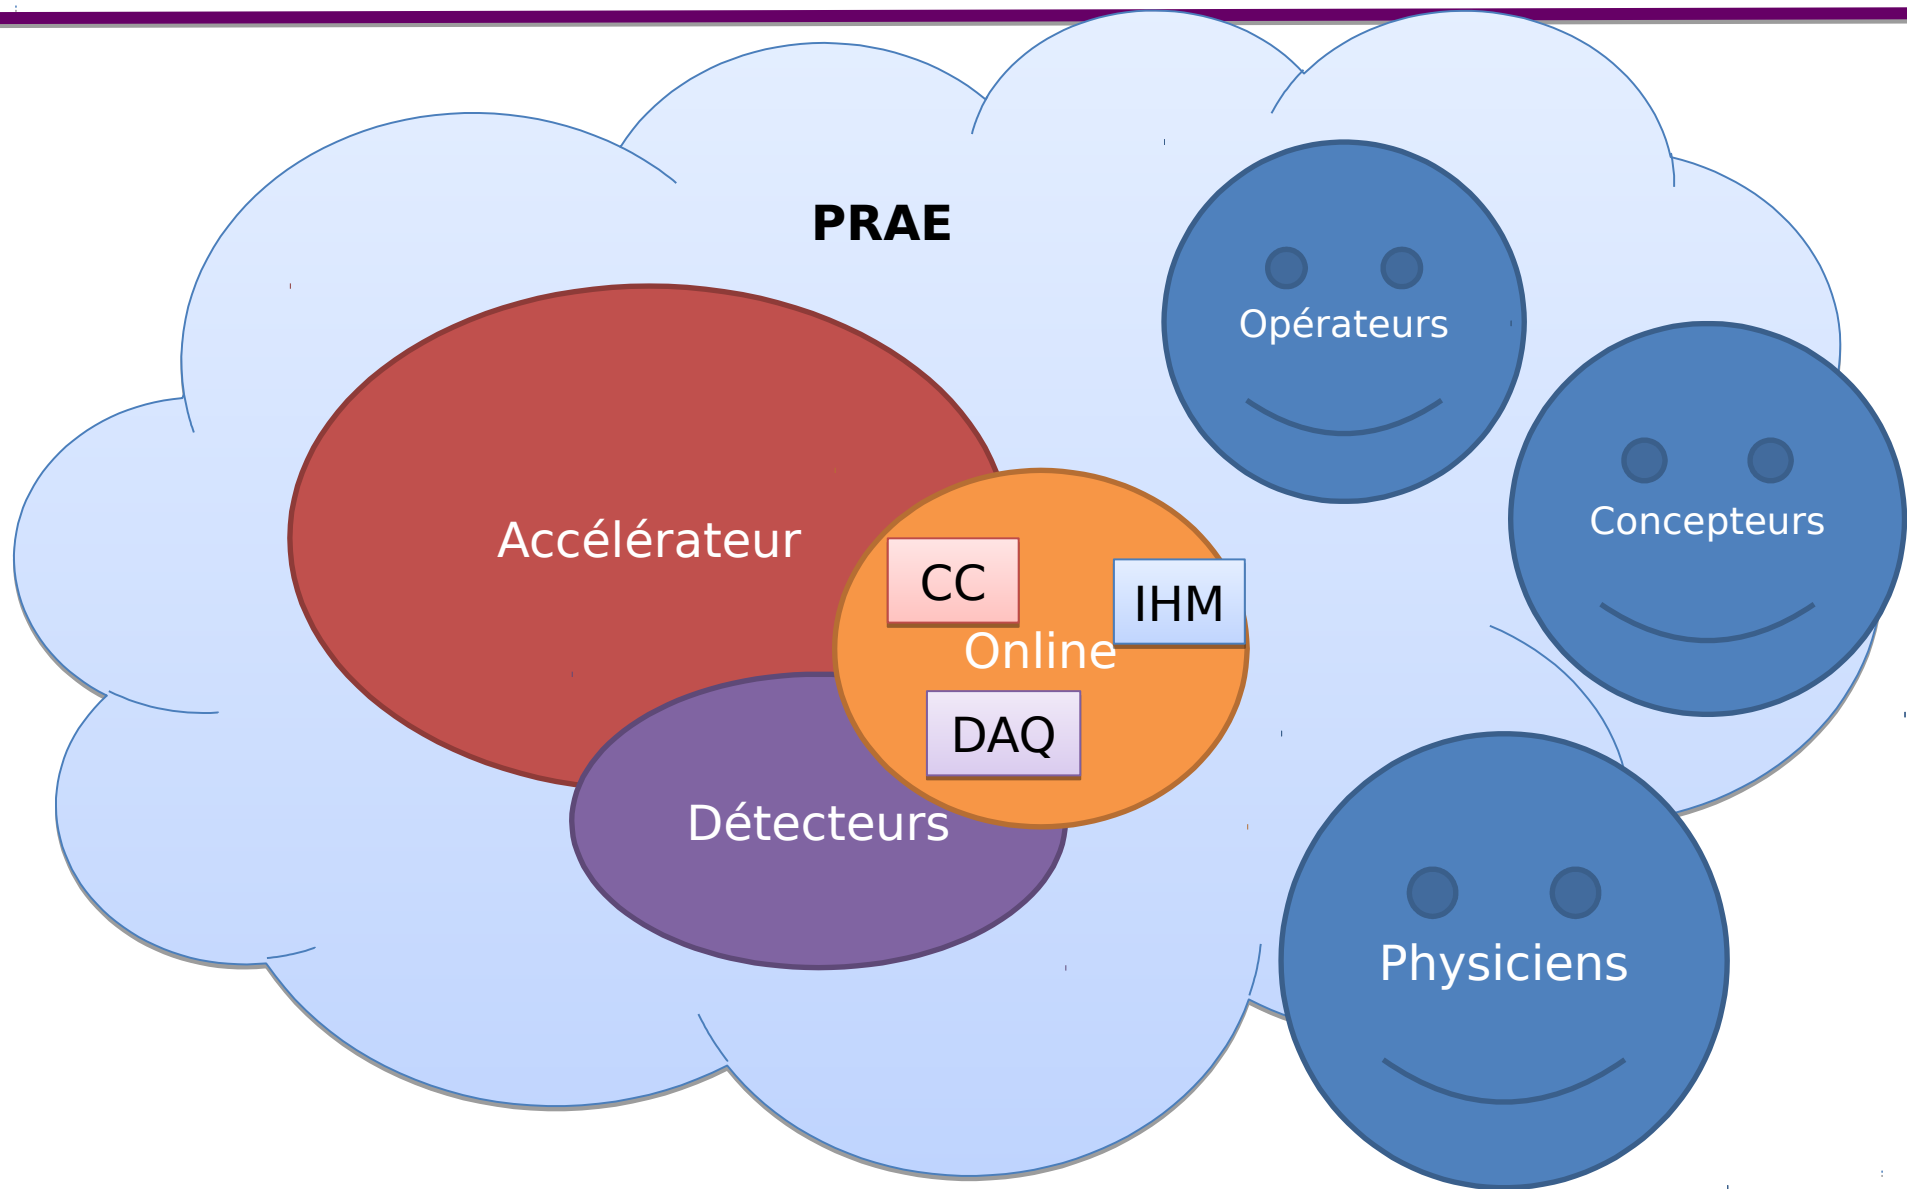 PRAE
Opérateurs
Concepteurs
Accélérateur
CC
IHM
Online
DAQ
Détecteurs
Physiciens